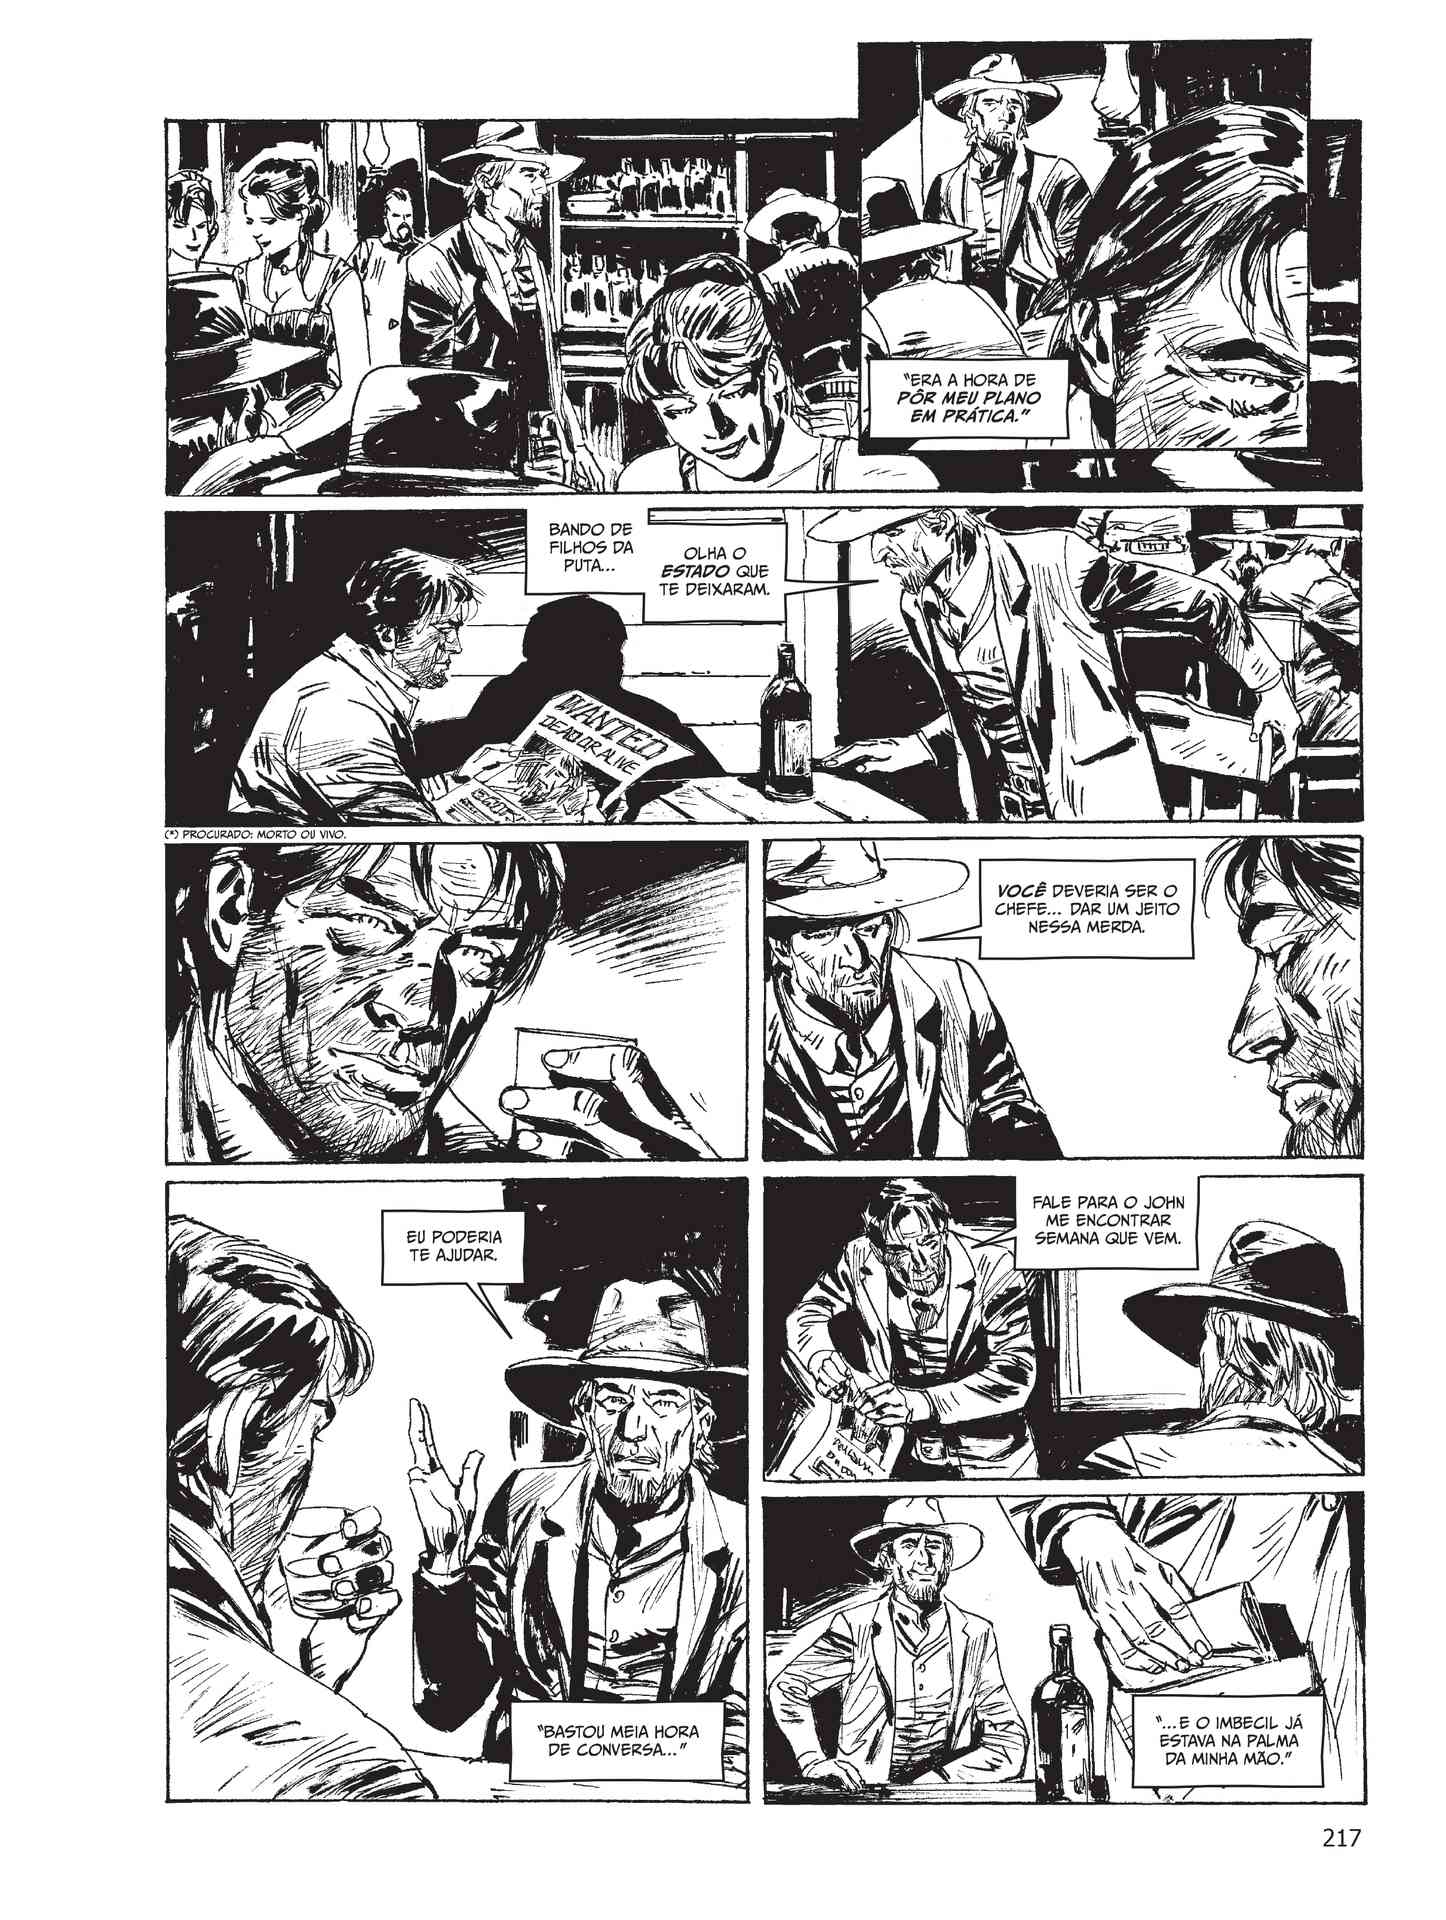 "ERA A HORA DE
PÔR MEU PLANO
EM PRÁTICA."
BANDO DE
FILHOS DA
PUTA...
OLHA O
ESTADO QUE
TE DEIXARAM.
WANTED
DEAD OR ALIVE
(*) PROCURADO: MORTO OU VIVO.
VOCÊ DEVERIA SER O
CHEFE... DAR UM JEITO
NESSA MERDA.
EU PODERIA
TE AJUDAR.
"BASTOU MEIA HORA
DE CONVERSA..."
FALE PARA O JOHN
ME ENCONTRAR
SEMANA QUE VEM.
"...E O IMBECIL JÁ
ESTAVA NA PALMA
DA MINHA MÃO."
217